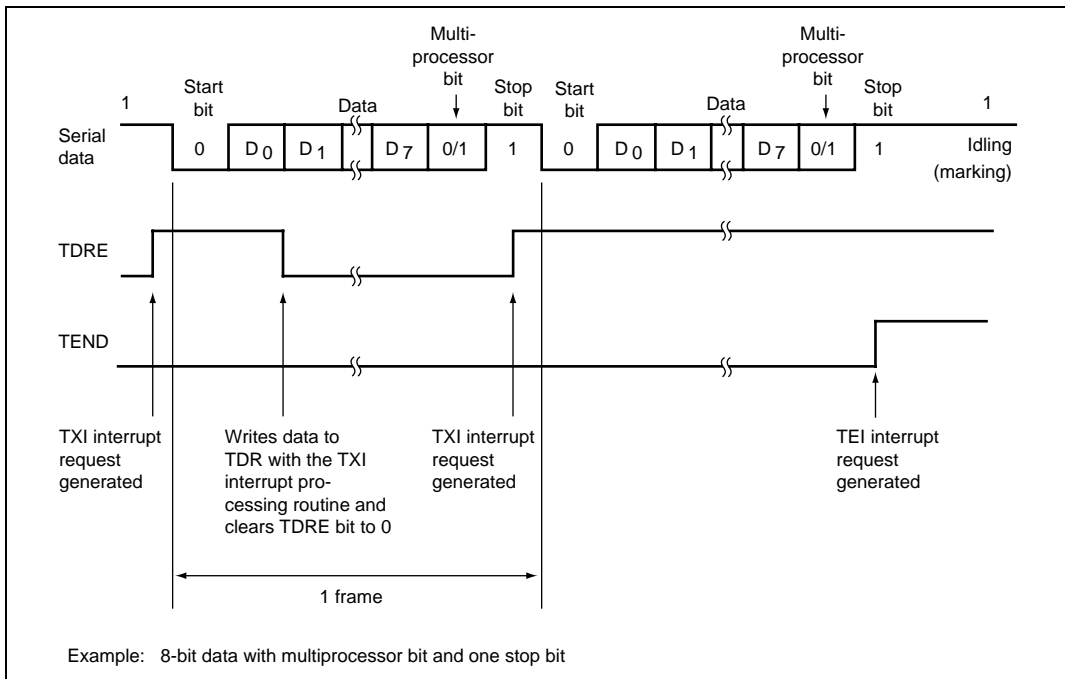 Multi-
processor
bit
Multi-
processor
bit
1
Start
bit
Data
Stop
bit
Start
bit
Data
Stop
bit
1
Serial
data
0
D0
D1
D7
0/1
1
0
D0
D1
D7
0/1
1
Idling
(marking)
TDRE
TEND
TXI interrupt
request
generated
Writes data to
TDR with the TXI
interrupt pro-
cessing routine and
clears TDRE bit to 0
TXI interrupt
request
generated
TEI interrupt
request
generated
1 frame
Example: 8-bit data with multiprocessor bit and one stop bit